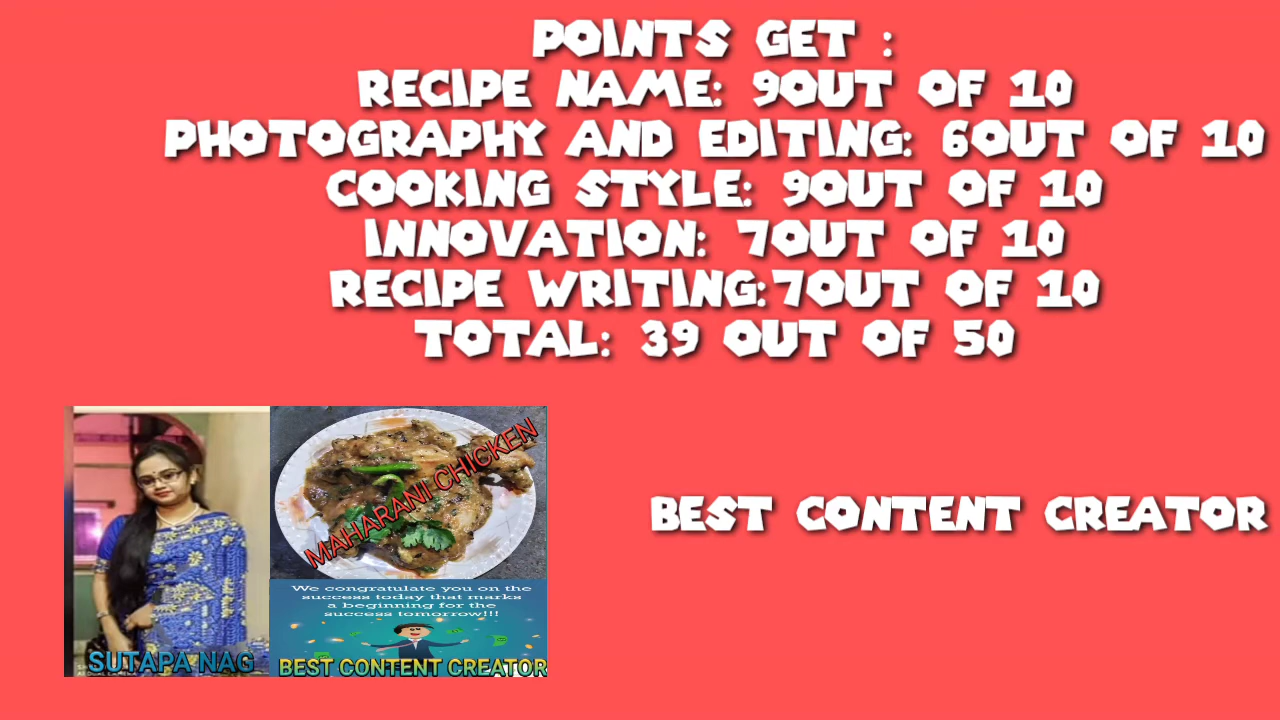 POINTS GET :
RECIPE NAME: 9OUT OF 10
PHOTOGRAPHY AND EDITING: 6OUT OF 10
COOKING STYLE: 9OUT OF 10
INNOVATION: 7OUT OF 10
RECIPE WRITING:7OUT OF 10
TOTAL: 39 OUT OF 50
MAHARANI CHICKEN
BEST CONTENT CREATOR
We congratulate you on the
success today that marks
a beginning for the
success tomorrow!!!
SUTAPA NAG
BEST CONTENT CREATOR